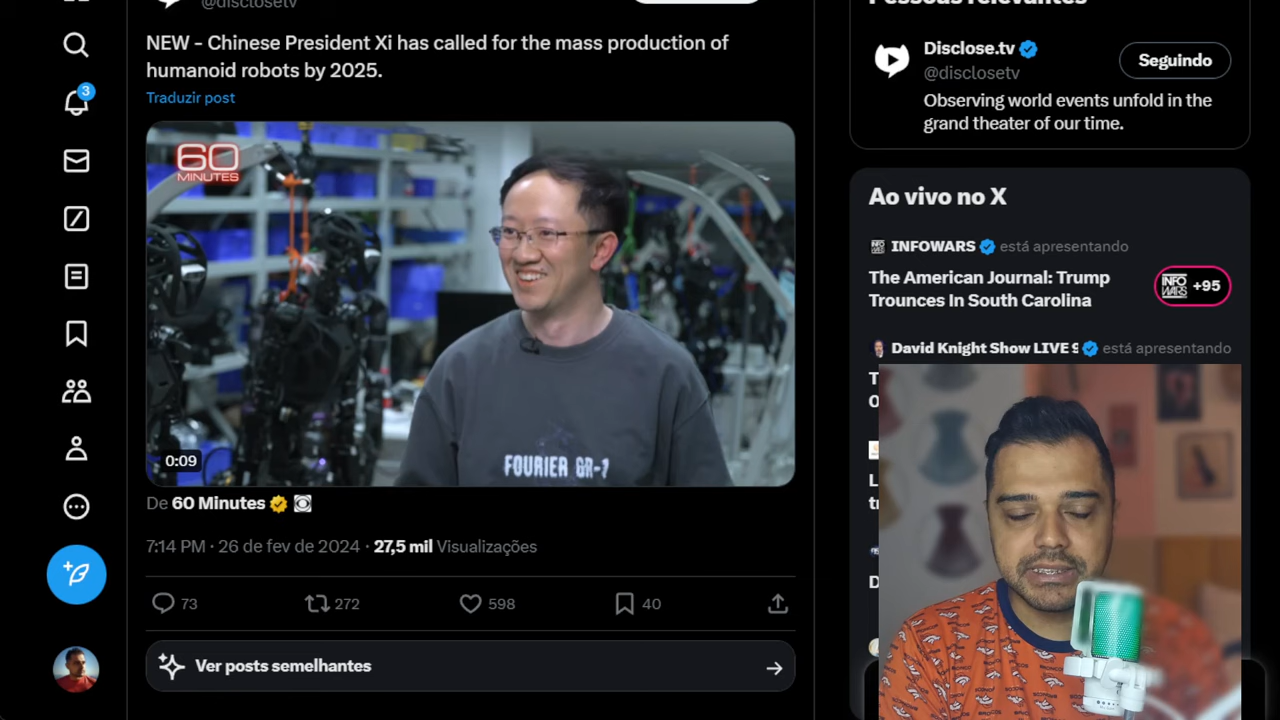 @disclosetv
NEW - Chinese President Xi has called for the mass production of
humanoid robots by 2025.
Traduzir post
60
MINUTES
FOURIER GR-1
0:09
De 60 Minutes
7:14 PM · 26 de fev de 2024 · 27,5 mil Visualizações
73
272
598
40
Ver posts semelhantes
3
Pessoas relevantes
Disclose.tv
@disclosetv
Seguindo
Observing world events unfold in the
grand theater of our time.
Ao vivo no X
INFOWARS está apresentando
The American Journal: Trump
Trounces In South Carolina
INFO
WARS
+95
David Knight Show LIVE está apresentando
BRONCOS